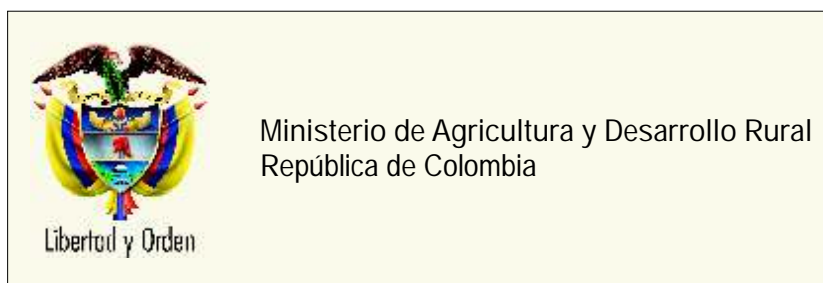 Ministerio de Agricultura y Desarrollo Rural
República de Colombia
Libertad y Orden